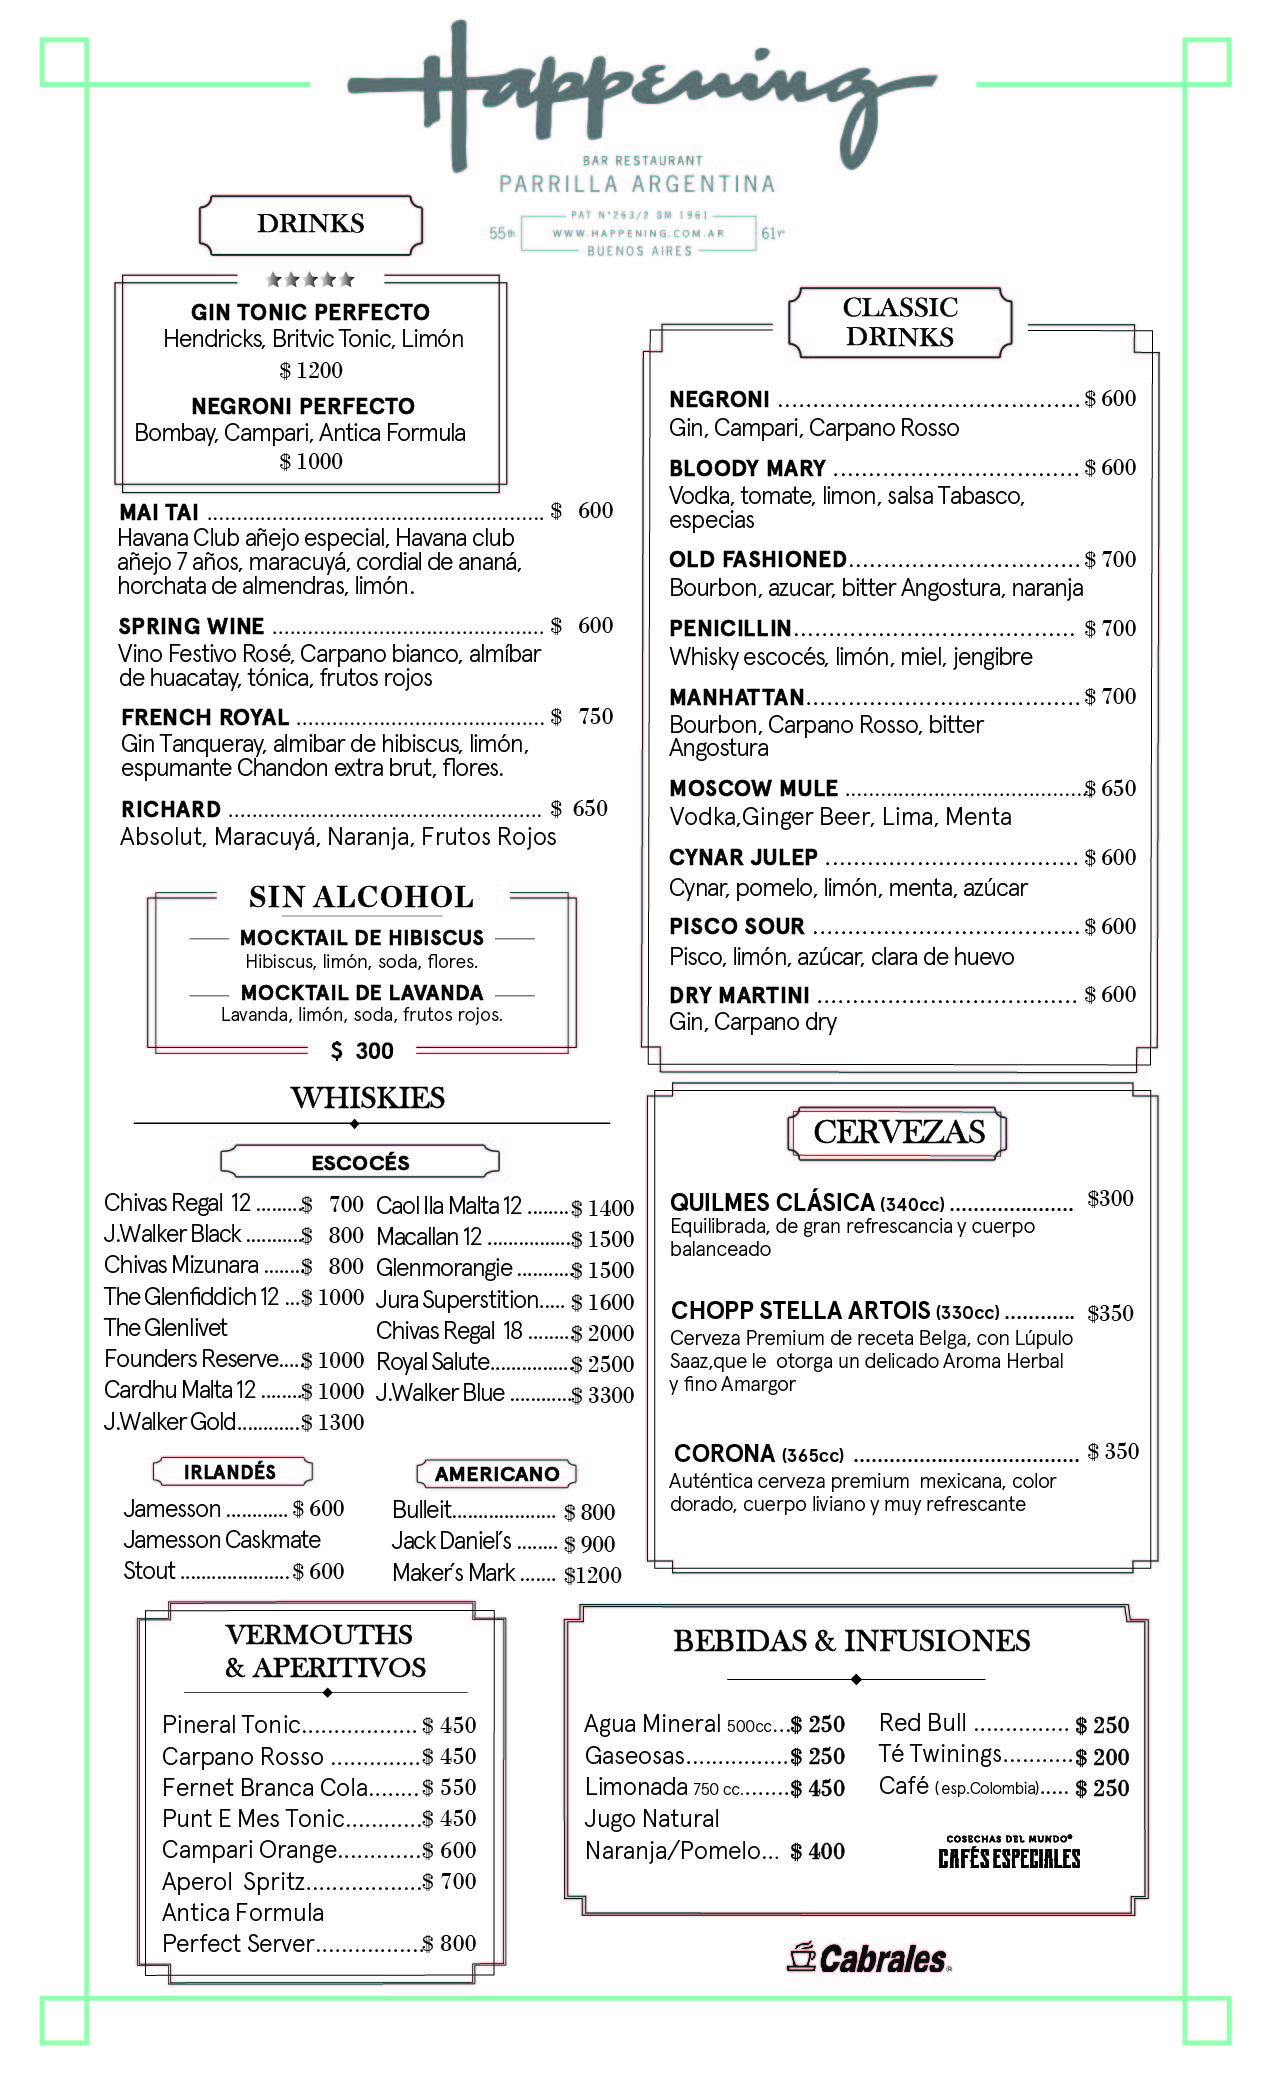 Happening
BAR RESTAURANT
PARRILLA ARGENTINA
PAT N°263/2 SM 1961
55th WWW.HAPPENING.COM.AR 61yr
BUENOS AIRES
DRINKS
GIN TONIC PERFECTO
Hendricks, Britvic Tonic, Limón
$ 1200
NEGRONI PERFECTO
Bombay, Campari, Antica Formula
$ 1000
MAI TAI ........................................................ $ 600
Havana Club añejo especial, Havana club
añejo 7 años, maracuyá, cordial de ananá,
horchata de almendras, limón.
SPRING WINE ............................................. $ 600
Vino Festivo Rosé, Carpano bianco, almíbar
de huacatay, tónica, frutos rojos
FRENCH ROYAL ......................................... $ 750
Gin Tanqueray, almibar de hibiscus, limón,
espumante Chandon extra brut, flores.
RICHARD .................................................... $ 650
Absolut, Maracuyá, Naranja, Frutos Rojos
SIN ALCOHOL
MOCKTAIL DE HIBISCUS
Hibiscus, limón, soda, flores.
MOCKTAIL DE LAVANDA
Lavanda, limón, soda, frutos rojos.
$ 300
WHISKIES
ESCOCÉS
Chivas Regal 12 ........$ 700
J.Walker Black ..........$ 800
Chivas Mizunara .......$ 800
The Glenfiddich 12 ...$ 1000
The Glenlivet
Founders Reserve....$ 1000
Cardhu Malta 12 .......$ 1000
J.Walker Gold............$ 1300
Caol Ila Malta 12 .......$ 1400
Macallan 12 ................$ 1500
Glenmorangie ..........$ 1500
Jura Superstition..... $ 1600
Chivas Regal 18 ........$ 2000
Royal Salute...............$ 2500
J.Walker Blue ............$ 3300
IRLANDÉS
Jamesson ............ $ 600
Jamesson Caskmate
Stout .....................$ 600
AMERICANO
Bulleit.................... $ 800
Jack Daniel´s ........ $ 900
Maker´s Mark ....... $1200
VERMOUTHS
& APERITIVOS
Pineral Tonic.................. $ 450
Carpano Rosso ..............$ 450
Fernet Branca Cola........$ 550
Punt E Mes Tonic............$ 450
Campari Orange.............$ 600
Aperol Spritz..................$ 700
Antica Formula
Perfect Server.................$ 800
CLASSIC
DRINKS
NEGRONI ..........................................$ 600
Gin, Campari, Carpano Rosso
BLOODY MARY ..................................$ 600
Vodka, tomate, limon, salsa Tabasco,
especias
OLD FASHIONED................................$ 700
Bourbon, azucar, bitter Angostura, naranja
PENICILLIN....................................... $ 700
Whisky escocés, limón, miel, jengibre
MANHATTAN......................................$ 700
Bourbon, Carpano Rosso, bitter
Angostura
MOSCOW MULE ........................................$ 650
Vodka,Ginger Beer, Lima, Menta
CYNAR JULEP ...................................$ 600
Cynar, pomelo, limón, menta, azúcar
PISCO SOUR .....................................$ 600
Pisco, limón, azúcar, clara de huevo
DRY MARTINI ....................................$ 600
Gin, Carpano dry
CERVEZAS
QUILMES CLÁSICA (340cc) ..................... $300
Equilibrada, de gran refrescancia y cuerpo
balanceado
CHOPP STELLA ARTOIS (330cc) ............ $350
Cerveza Premium de receta Belga, con Lúpulo
Saaz,que le otorga un delicado Aroma Herbal
y fino Amargor
CORONA (365cc) ...................................... $ 350
Auténtica cerveza premium mexicana, color
dorado, cuerpo liviano y muy refrescante
BEBIDAS & INFUSIONES
Agua Mineral 500cc...$ 250
Gaseosas................$ 250
Limonada 750 cc........$ 450
Jugo Natural
Naranja/Pomelo... $ 400
Red Bull ............... $ 250
Té Twinings...........$ 200
Café (esp.Colombia)..... $ 250
COSECHAS DEL MUNDO®
CAFÉS ESPECIALES
Cabrales®